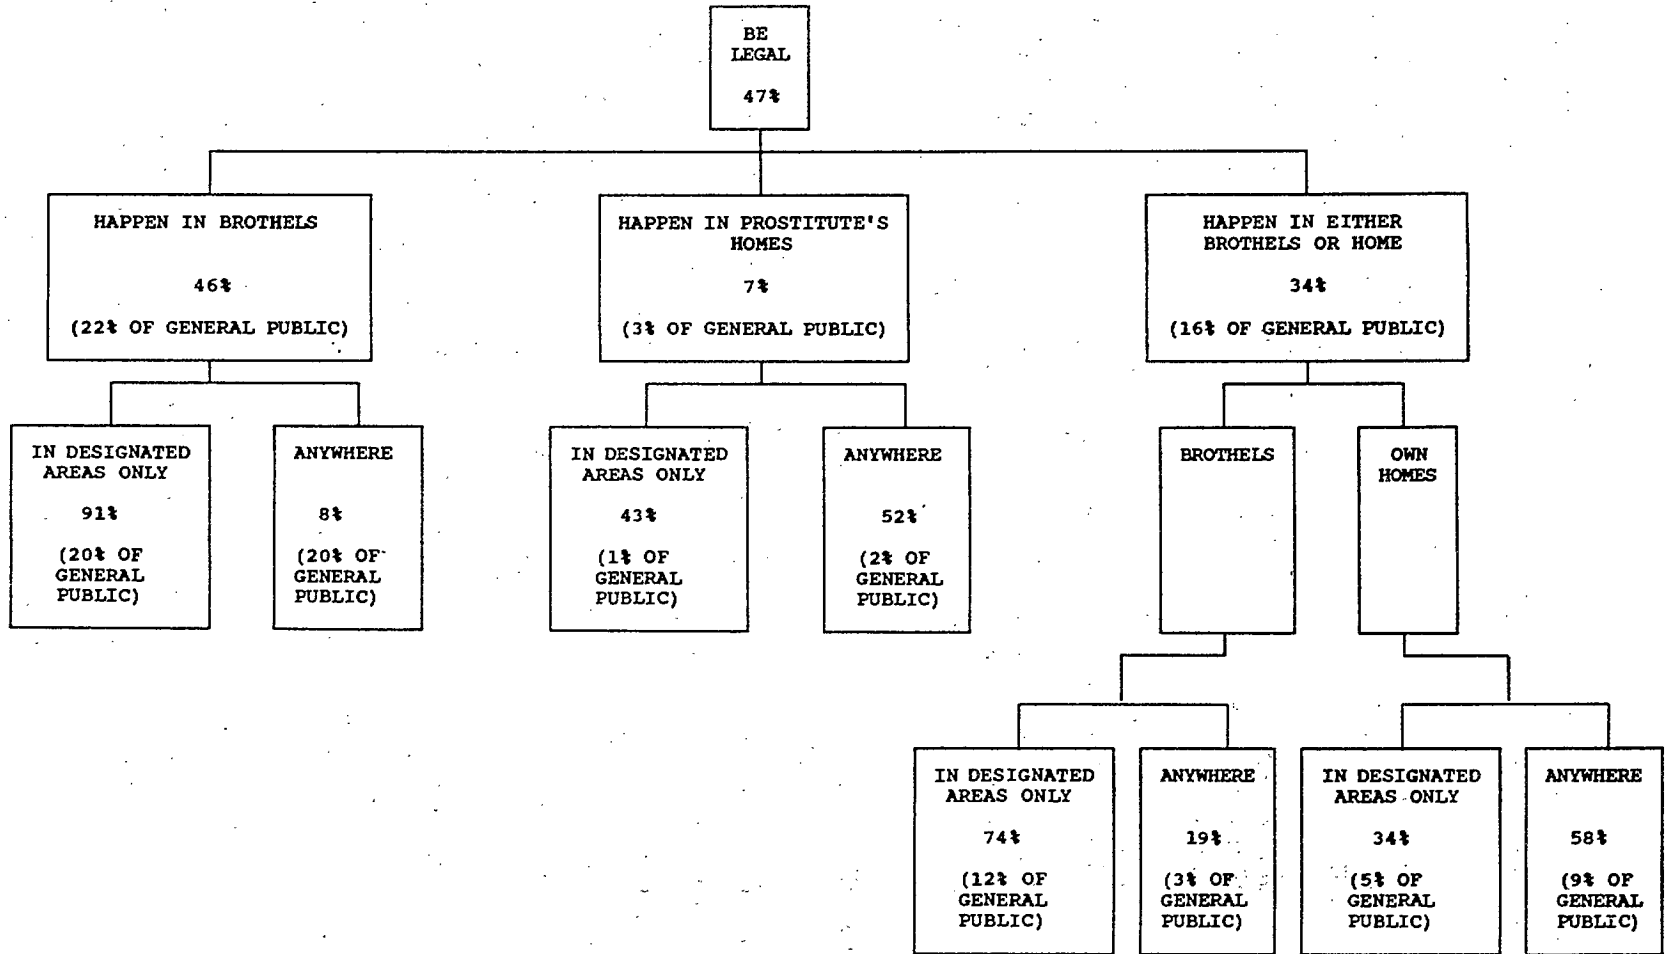 BE
LEGAL
47%
HAPPEN IN BROTHELS
46%
(22% OF GENERAL PUBLIC)
HAPPEN IN PROSTITUTE'S
HOMES
7%
(3% OF GENERAL PUBLIC)
HAPPEN IN EITHER
BROTHELS OR HOME
34%
(16% OF GENERAL PUBLIC)
IN DESIGNATED
AREAS ONLY
91%
(20% OF
GENERAL
PUBLIC)
ANYWHERE
8%
(20% OF
GENERAL
PUBLIC)
IN DESIGNATED
AREAS ONLY
43%
(1% OF
GENERAL
PUBLIC)
ANYWHERE
52%
(2% OF
GENERAL
PUBLIC)
BROTHELS
OWN
HOMES
IN DESIGNATED
AREAS ONLY
74%
(12% OF
GENERAL
PUBLIC)
ANYWHERE
19%
(3% OF
GENERAL
PUBLIC)
IN DESIGNATED
AREAS ONLY
34%
(5% OF
GENERAL
PUBLIC)
ANYWHERE
58%
(9% OF
GENERAL
PUBLIC)